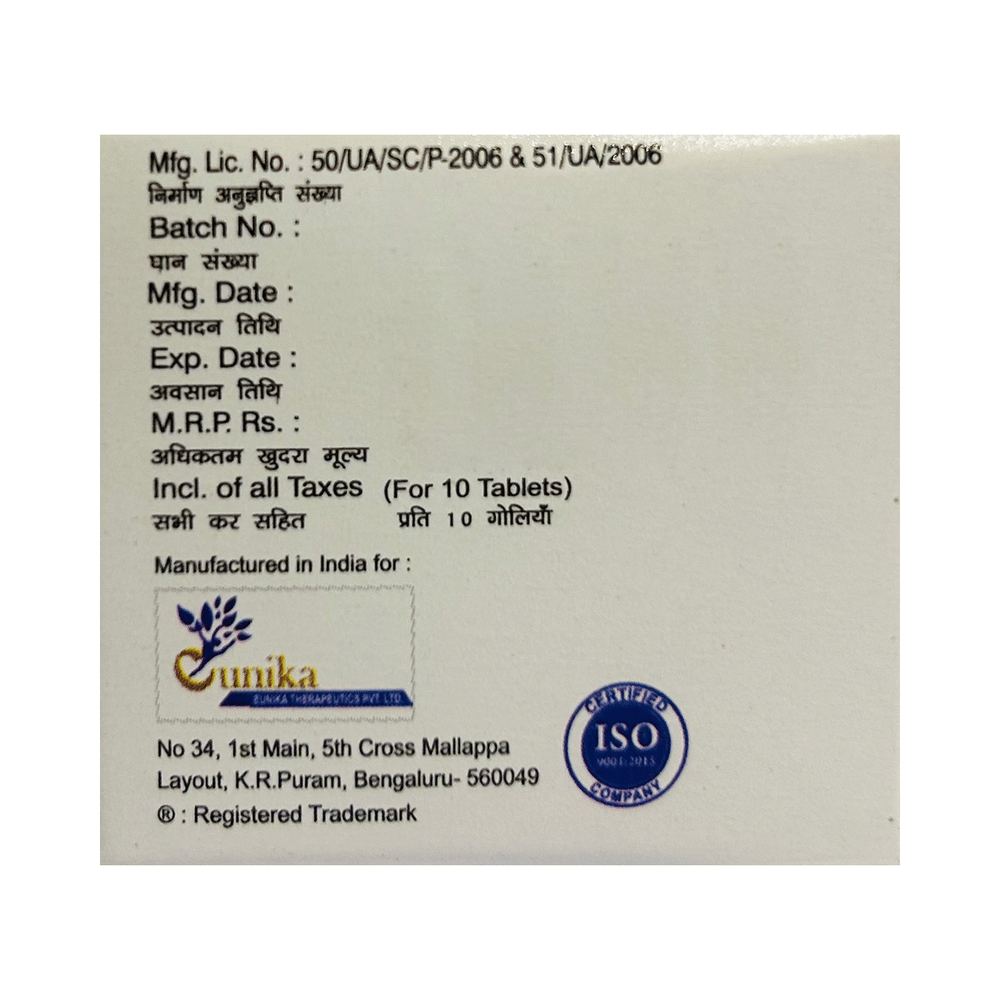 Mfg. Lic. No. : 50/UA/SC/P-2006 & 51/UA/2006
निर्माण अनुज्ञप्ति संख्या
Batch No. :
घान संख्या
Mfg. Date :
उत्पादन तिथि
Exp. Date :
अवसान तिथि
M.R.P. Rs. :
अधिकतम खुदरा मूल्य
Incl. of all Taxes (For 10 Tablets)
सभी कर सहित प्रति 10 गोलियाँ
Manufactured in India for :
eunika
EUNIKA THERAPEUTICS PVT. LTD.
No 34, 1st Main, 5th Cross Mallappa
Layout, K.R.Puram, Bengaluru- 560049
® : Registered Trademark
CERTIFIED
ISO
9001:2015
COMPANY